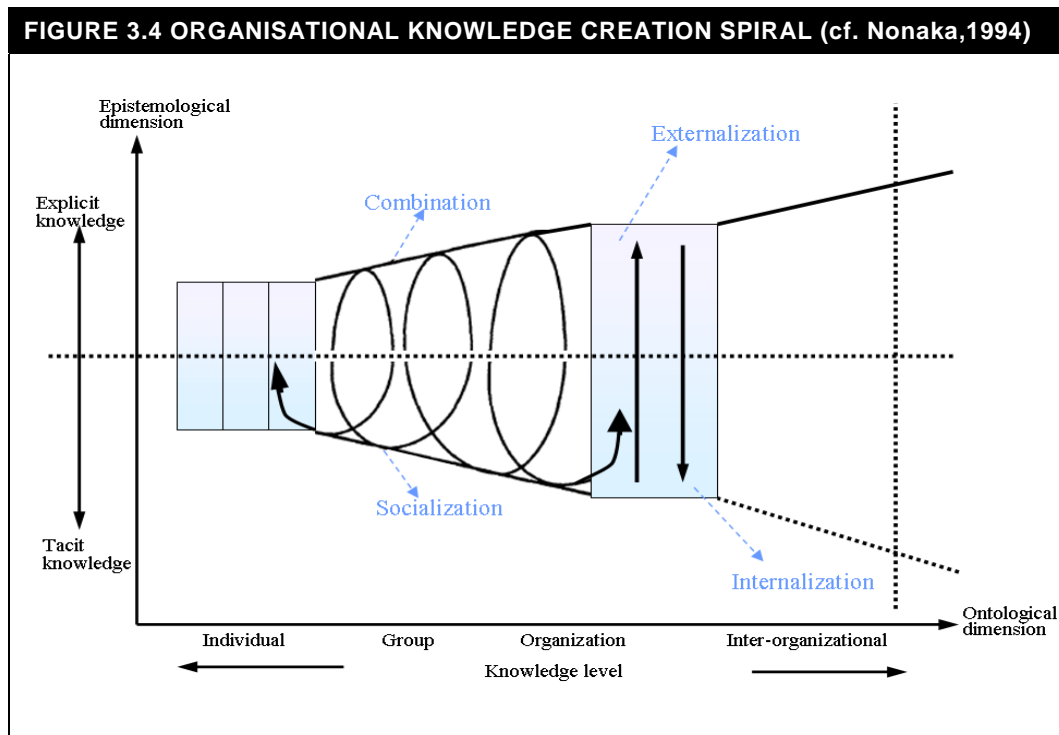 FIGURE 3.4 ORGANISATIONAL KNOWLEDGE CREATION SPIRAL (cf. Nonaka,1994)
Epistemological
dimension
Externalization
Explicit
knowledge
Combination
Socialization
Tacit
knowledge
Internalization
Ontological
dimension
Individual
Group
Organization
Inter-organizational
Knowledge level